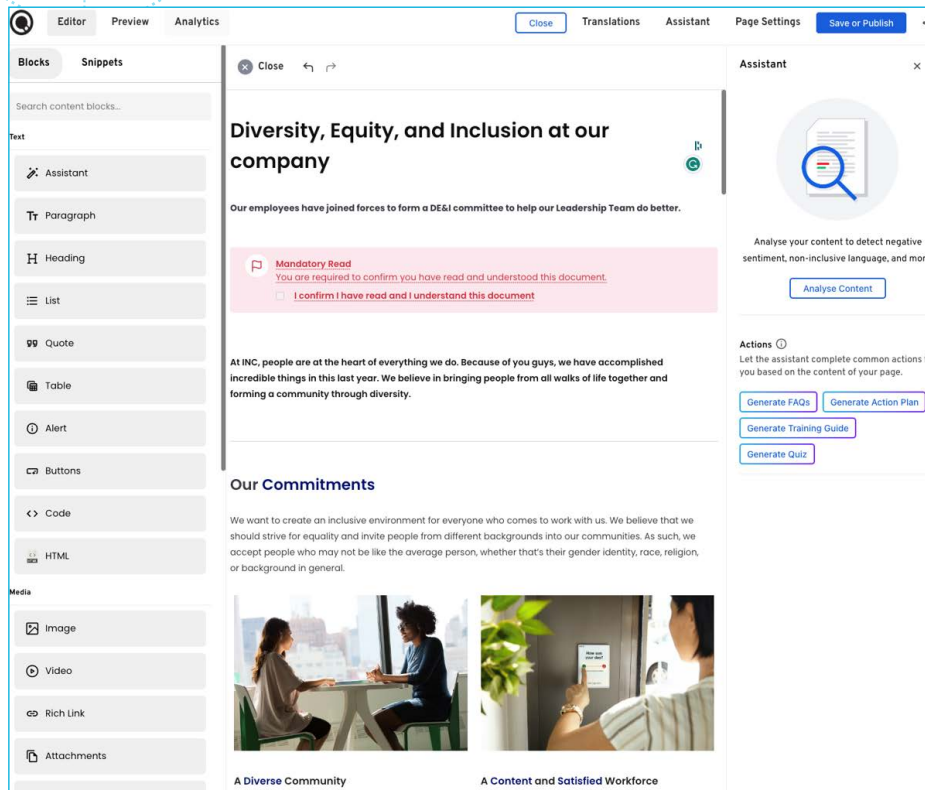 Editor Preview Analytics Close Translations Assistant Page Settings Save or Publish
Blocks Snippets
Search content blocks...
Text
Assistant
Paragraph
Heading
List
Quote
Table
Alert
Buttons
Code
HTML
Media
Image
Video
Rich Link
Attachments
Close
Diversity, Equity, and Inclusion at our
company
Our employees have joined forces to form a DE&I committee to help our Leadership Team do better.
Mandatory Read
You are required to confirm you have read and understood this document.
I confirm I have read and I understand this document
At INC, people are at the heart of everything we do. Because of you guys, we have accomplished
incredible things in this last year. We believe in bringing people from all walks of life together and
forming a community through diversity.
Our Commitments
We want to create an inclusive environment for everyone who comes to work with us. We believe that we
should strive for equality and invite people from different backgrounds into our communities. As such, we
accept people who may not be like the average person, whether that's their gender identity, race, religion,
or background in general.
How was
your day?
A Diverse Community
A Content and Satisfied Workforce
Assistant
Analyse your content to detect negative
sentiment, non-inclusive language, and mor
Analyse Content
Actions
Let the assistant complete common actions
you based on the content of your page.
Generate FAQs Generate Action Plan
Generate Training Guide
Generate Quiz